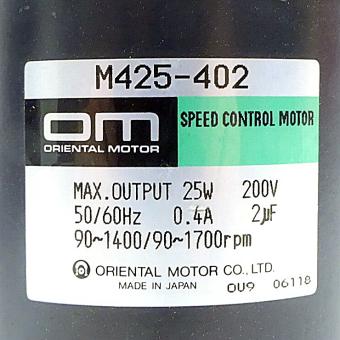 M425-402
om
ORIENTAL MOTOR
SPEED CONTROL MOTOR
MAX.OUTPUT 25W 200V
50/60Hz 0.4A 2μF
90~1400/90~1700rpm
ORIENTAL MOTOR CO., LTD.
MADE IN JAPAN 0U9 06118